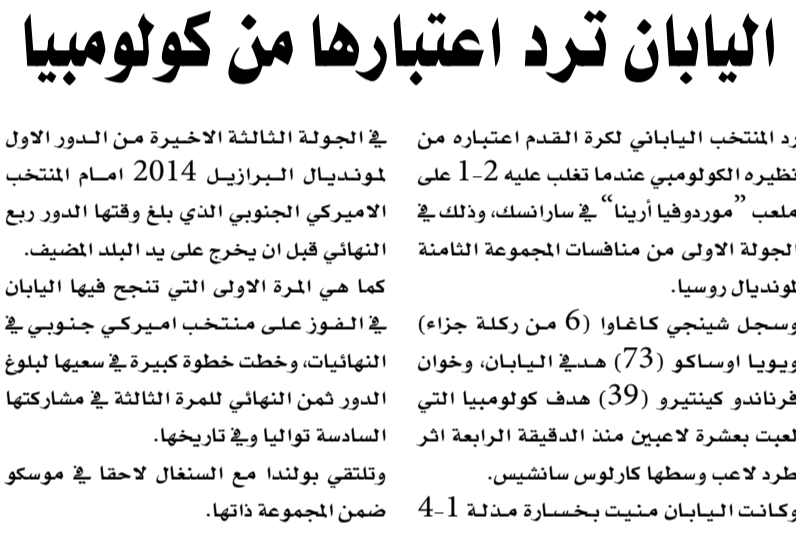 اليابان ترد اعتبارها من كولومبيا
رد المنتخب الياباني لكرة القدم اعتباره من
نظيره الكولومبي عندما تغلب عليه 2-1 على
ملعب ”موردوفيا أرينا“ في سارانسك، وذلك في
الجولة الاولى من منافسات المجموعة الثامنة
لمونديال روسيا.
وسجل شينجي كاغاوا (6 من ركلة جزاء)
ويويا اوساكو (73) هدفي اليابان، وخوان
فرناندو كينتيرو (39) هدف كولومبيا التي
لعبت بعشرة لاعبين منذ الدقيقة الرابعة اثر
طرد لاعب وسطها كارلوس سانشيس.
وكانت اليابان منيت بخسارة مذلة 1-4
في الجولة الثالثة الاخيرة من الدور الاول
لمونديال البرازيل 2014 امام المنتخب
الاميركي الجنوبي الذي بلغ وقتها الدور ربع
النهائي قبل ان يخرج على يد البلد المضيف.
كما هي المرة الاولى التي تنجح فيها اليابان
في الفوز على منتخب اميركي جنوبي في
النهائيات، وخطت خطوة كبيرة في سعيها لبلوغ
الدور ثمن النهائي للمرة الثالثة في مشاركتها
السادسة تواليا وفي تاريخها.
وتلتقي بولندا مع السنغال لاحقا في موسكو
ضمن المجموعة ذاتها.